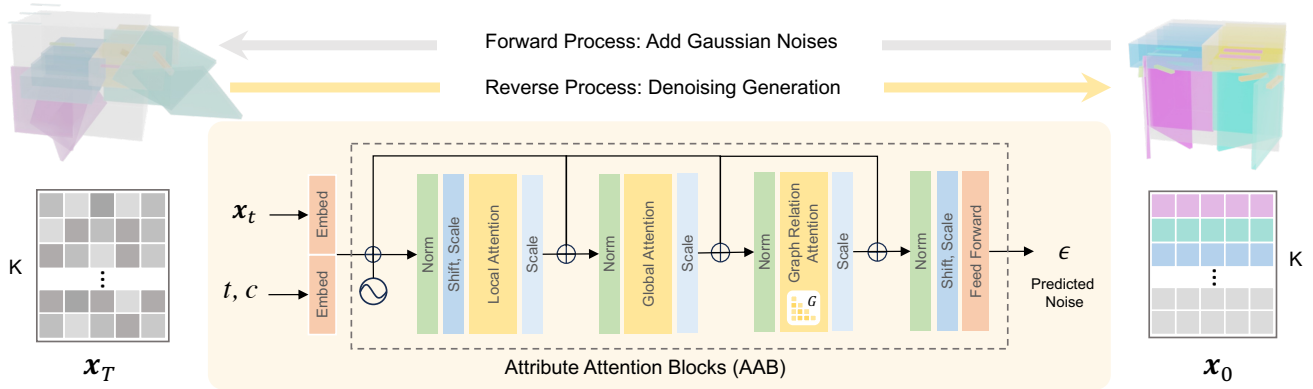 Forward Process: Add Gaussian Noises
Reverse Process: Denoising Generation
K
x_T
x_t
t, c
Embed
Embed
Norm
Shift, Scale
Local Attention
Scale
Norm
Global Attention
Scale
Norm
Graph Relation
Attention
G
Scale
Norm
Shift, Scale
Feed Forward
ϵ
Predicted
Noise
Attribute Attention Blocks (AAB)
K
x_0